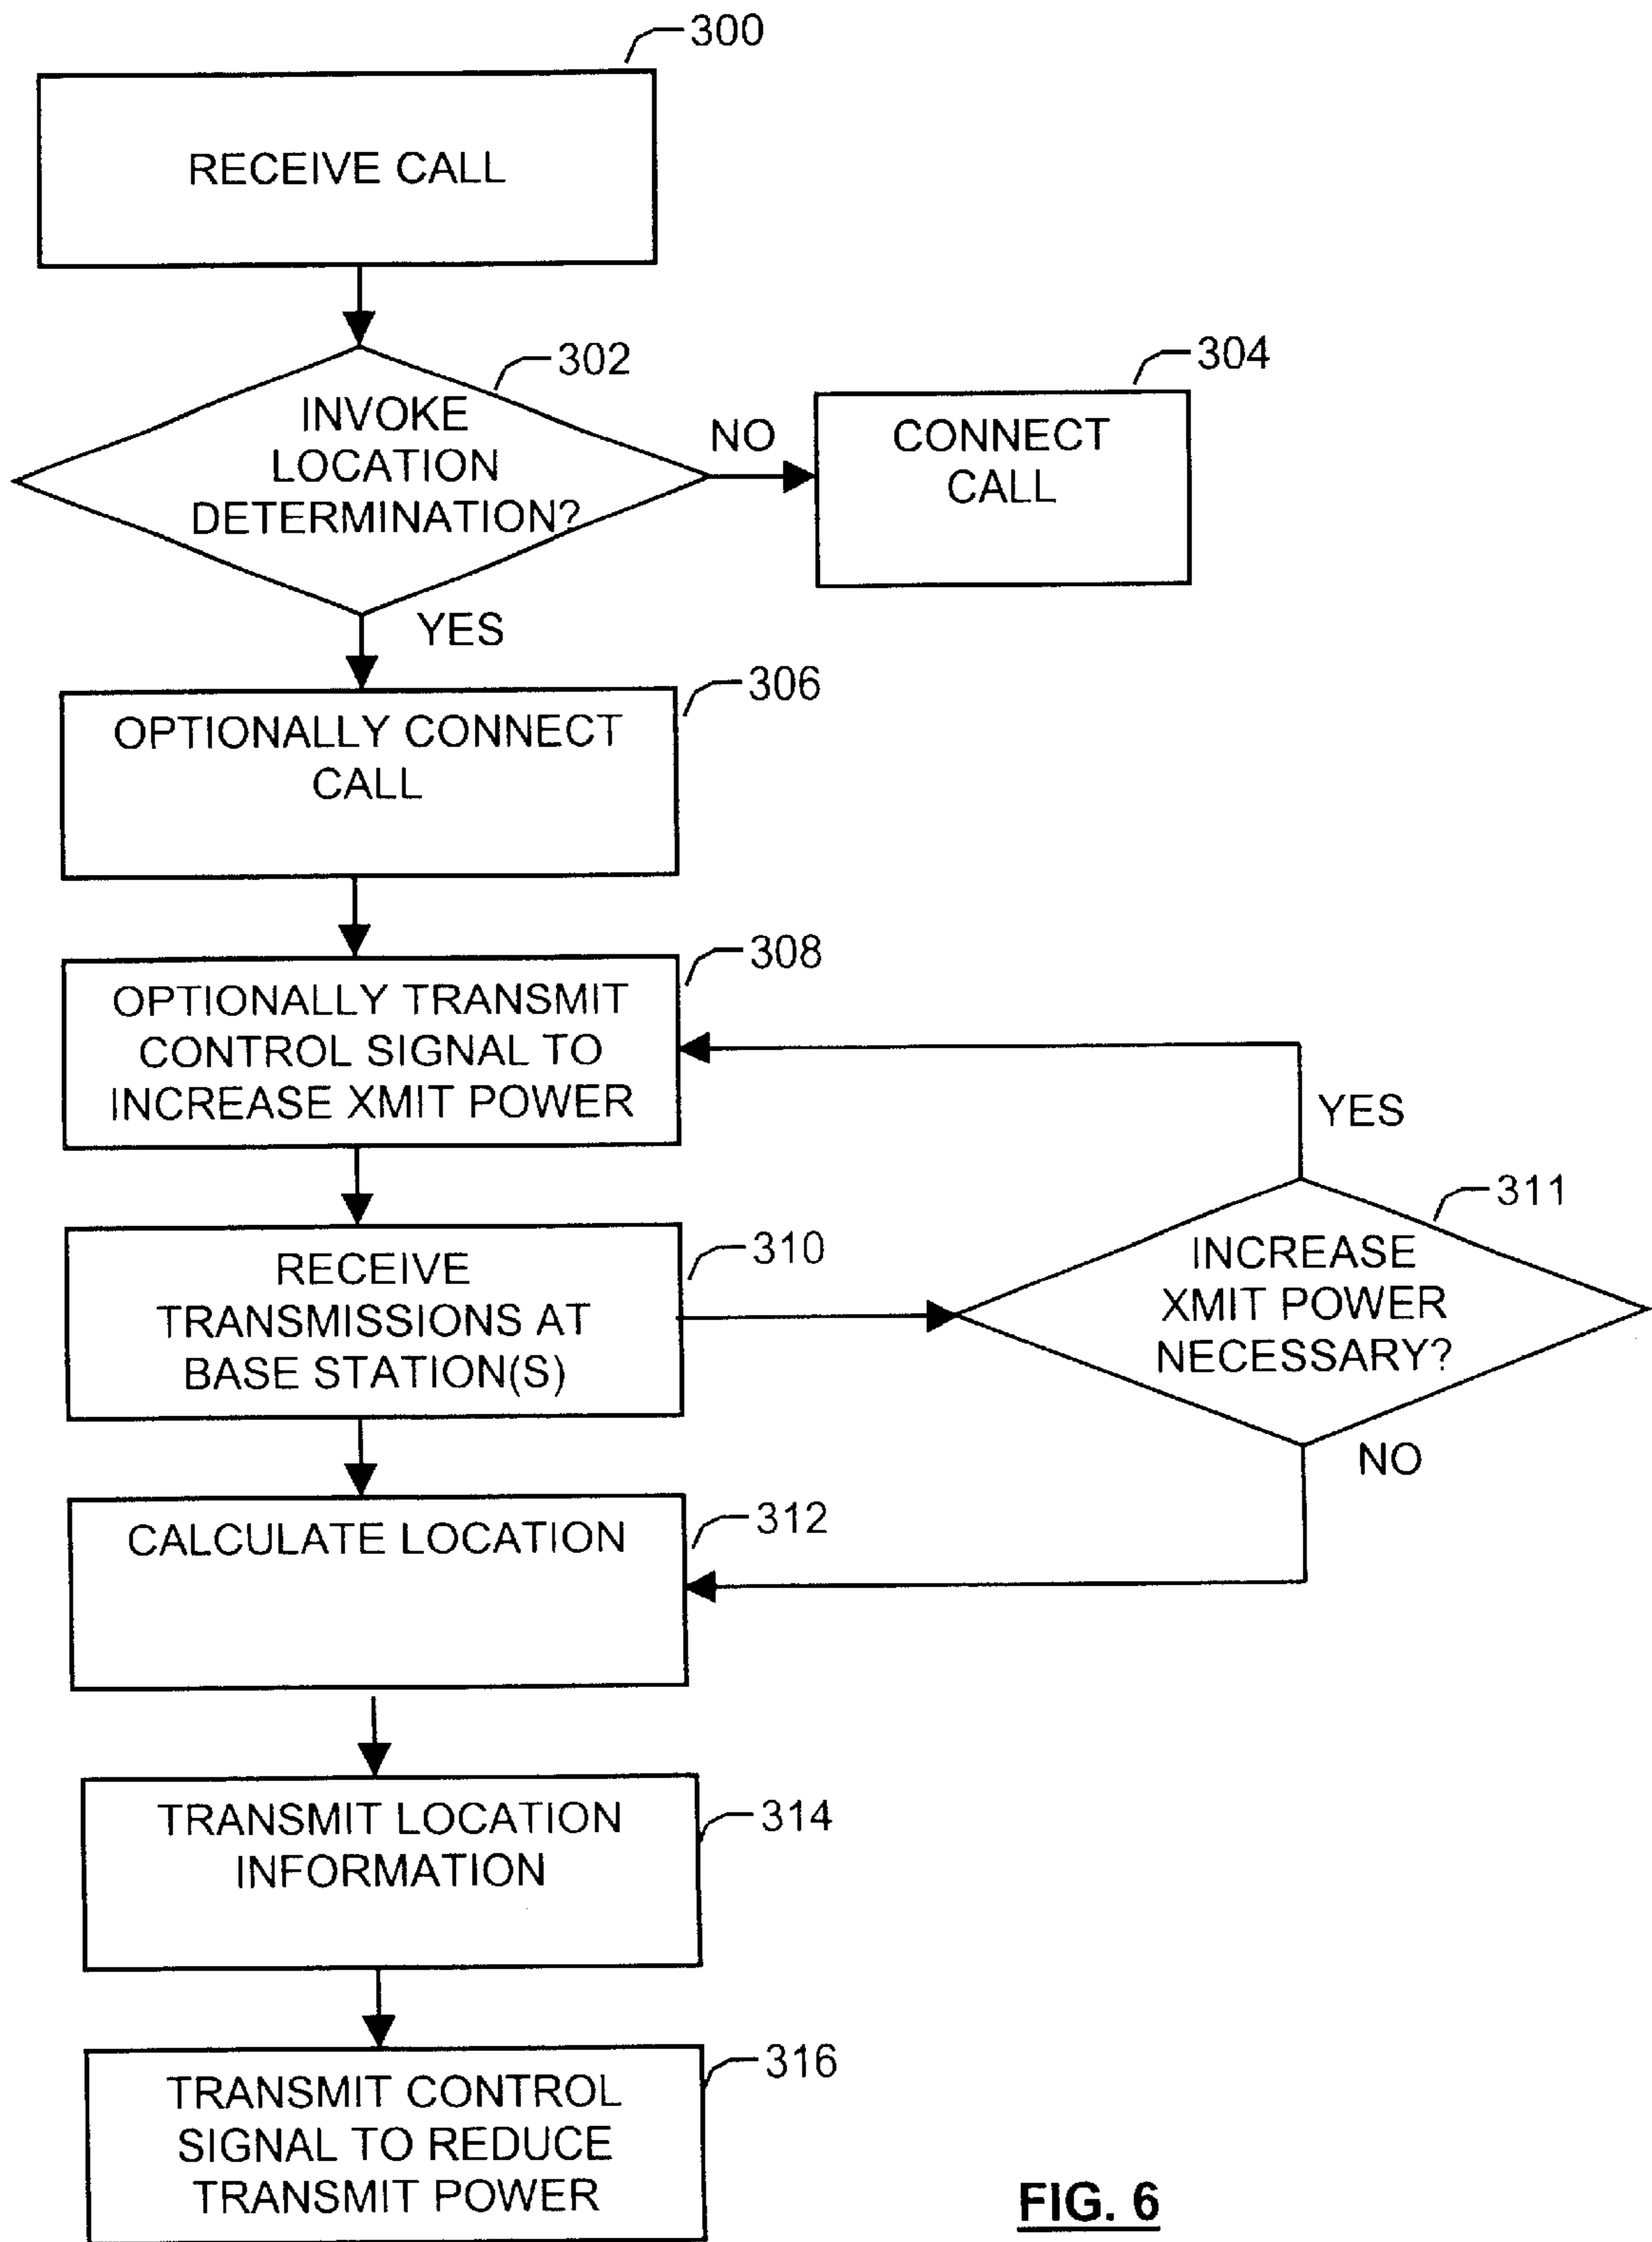 300
RECEIVE CALL
302
INVOKE
LOCATION
DETERMINATION?
NO
304
CONNECT
CALL
YES
306
OPTIONALLY CONNECT
CALL
308
OPTIONALLY TRANSMIT
CONTROL SIGNAL TO
INCREASE XMIT POWER
YES
310
RECEIVE
TRANSMISSIONS AT
BASE STATION(S)
311
INCREASE
XMIT POWER
NECESSARY?
NO
312
CALCULATE LOCATION
314
TRANSMIT LOCATION
INFORMATION
316
TRANSMIT CONTROL
SIGNAL TO REDUCE
TRANSMIT POWER
FIG. 6